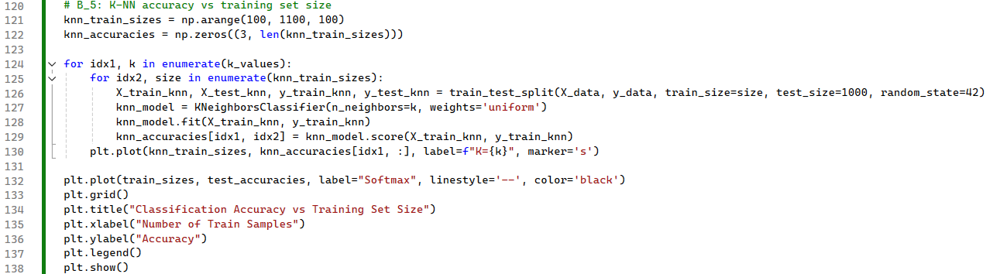 120 # B_5: K-NN accuracy vs training set size
121 knn_train_sizes = np.arange(100, 1100, 100)
122 knn_accuracies = np.zeros((3, len(knn_train_sizes)))
123
124 for idx1, k in enumerate(k_values):
125     for idx2, size in enumerate(knn_train_sizes):
126         X_train_knn, X_test_knn, y_train_knn, y_test_knn = train_test_split(X_data, y_data, train_size=size, test_size=1000, random_state=42)
127         knn_model = KNeighborsClassifier(n_neighbors=k, weights='uniform')
128         knn_model.fit(X_train_knn, y_train_knn)
129         knn_accuracies[idx1, idx2] = knn_model.score(X_train_knn, y_train_knn)
130     plt.plot(knn_train_sizes, knn_accuracies[idx1, :], label=f"K={k}", marker='s')
131
132 plt.plot(train_sizes, test_accuracies, label="Softmax", linestyle='--', color='black')
133 plt.grid()
134 plt.title("Classification Accuracy vs Training Set Size")
135 plt.xlabel("Number of Train Samples")
136 plt.ylabel("Accuracy")
137 plt.legend()
138 plt.show()